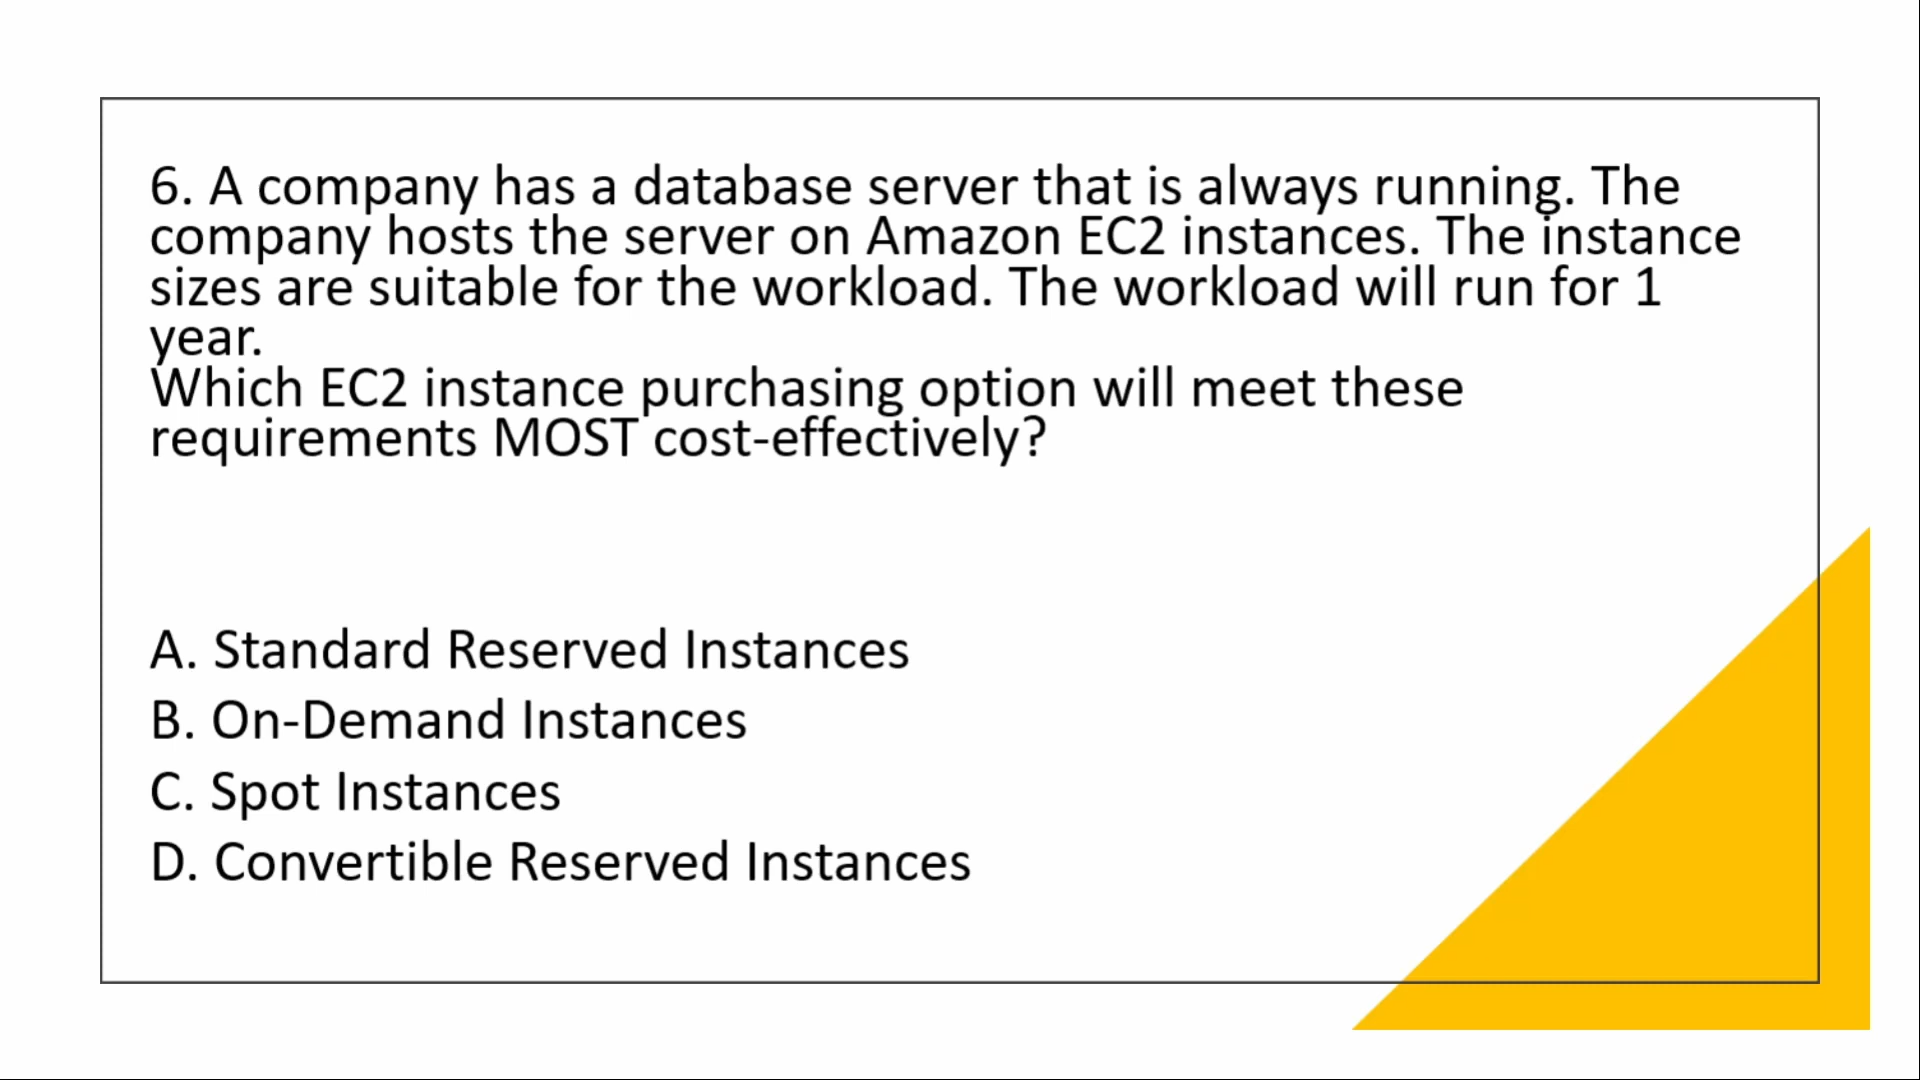 6. A company has a database server that is always running. The
company hosts the server on Amazon EC2 instances. The instance
sizes are suitable for the workload. The workload will run for 1
year.
Which EC2 instance purchasing option will meet these
requirements MOST cost-effectively?
A. Standard Reserved Instances
B. On-Demand Instances
C. Spot Instances
D. Convertible Reserved Instances